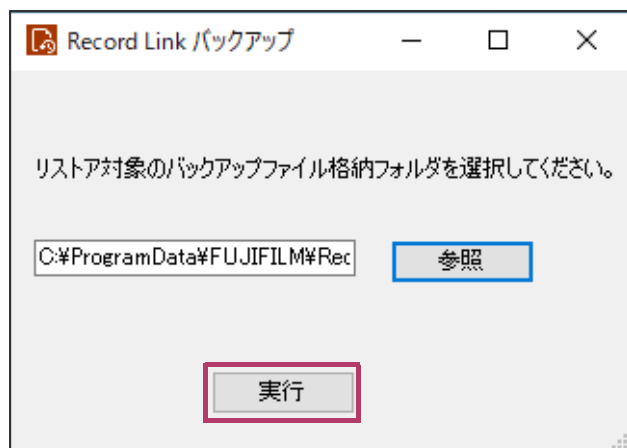 Record Link バックアップ
リストア対象のバックアップファイル格納フォルダを選択してください。
C:¥ProgramData¥FUJIFILM¥Rec
参照
実行